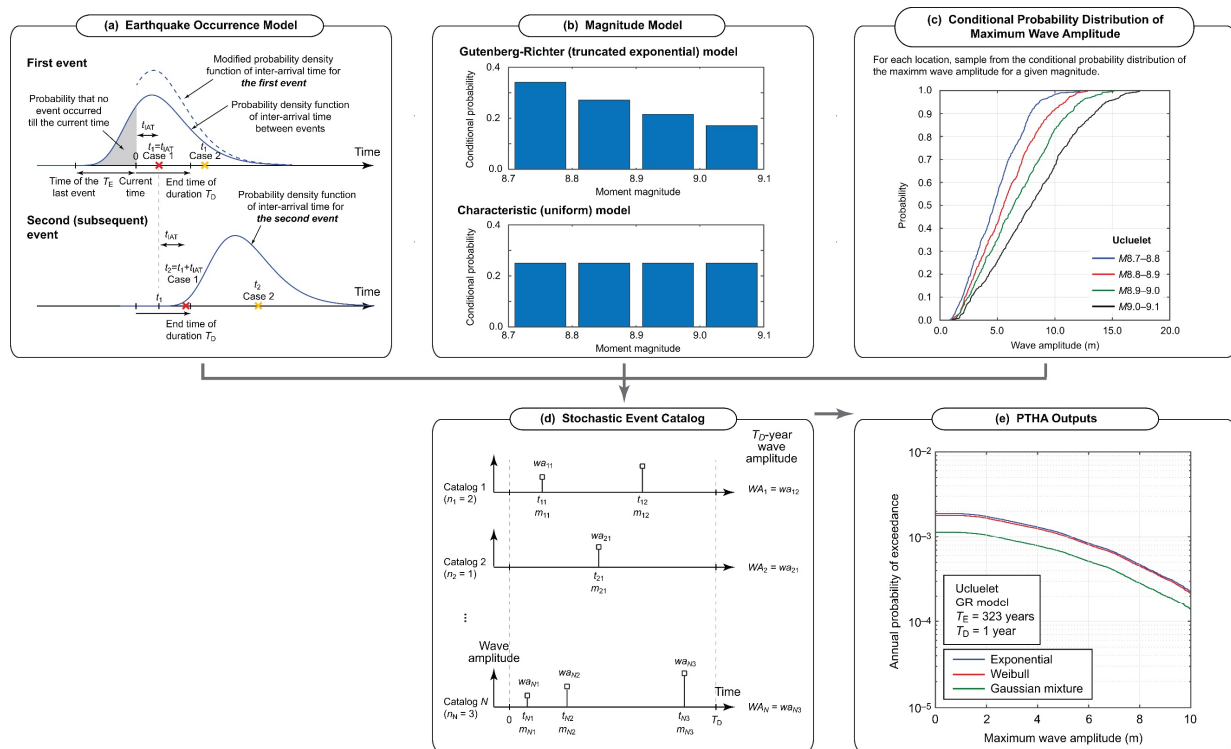 (a) Earthquake Occurrence Model
First event
Modified probability density
function of inter-arrival time for
the first event
Probability that no
event occurred
till the current time
Probability density function
of inter-arrival time
between events
tIAT
t1=tIAT
Case 1
t1
Case 2
0
Time
Time of the
last event
TE
Current
time
End time of
duration TD
Second (subsequent)
event
Probability density function
of inter-arrival time for
the second event
tIAT
t2=t1+tIAT
Case 1
t1
t2
Case 2
Time
End time of
duration TD
(b) Magnitude Model
Gutenberg-Richter (truncated exponential) model
Conditional probability
0.4
0.2
0.0
8.7 8.8 8.9 9.0 9.1
Moment magnitude
Characteristic (uniform) model
Conditional probability
0.4
0.2
0.0
8.7 8.8 8.9 9.0 9.1
Moment magnitude
(c) Conditional Probability Distribution of
Maximum Wave Amplitude
For each location, sample from the conditional probability distribution of
the maximm wave amplitude for a given magnitude.
Probability
1.0
0.9
0.8
0.7
0.6
0.5
0.4
0.3
0.2
0.1
0.0
Ucluelet
M8.7–8.8
M8.8–8.9
M8.9–9.0
M9.0–9.1
0.0 5.0 10.0 15.0 20.0
Wave amplitude (m)
(d) Stochastic Event Catalog
TD-year
wave
amplitude
Catalog 1
(n1 = 2)
wa11
t11
m11
t12
m12
WA1 = wa12
Catalog 2
(n2 = 1)
wa21
t21
m21
WA2 = wa21
...
Wave
amplitude
Catalog N
(nN = 3)
waN1
waN2
waN3
Time
0
tN1
mN1
tN2
mN2
tN3
mN3
TD
WAN = waN3
(e) PTHA Outputs
Annual probability of exceedance
10–2
10–3
10–4
10–5
Ucluelet
GR model
TE = 323 years
TD = 1 year
Exponential
Weibull
Gaussian mixture
0 2 4 6 8 10
Maximum wave amplitude (m)